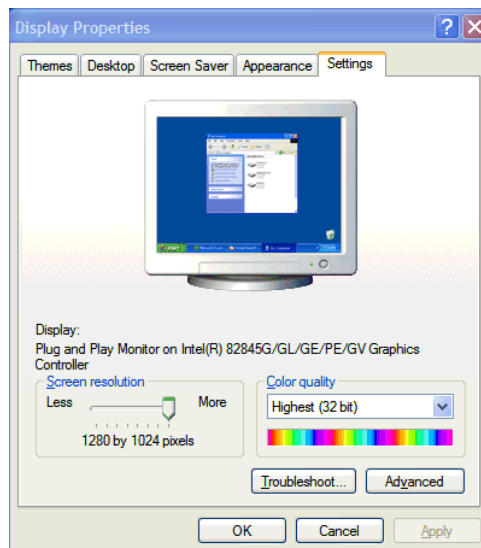 Display Properties
Themes Desktop Screen Saver Appearance Settings
Display:
Plug and Play Monitor on Intel(R) 82845G/GL/GE/PE/GV Graphics
Controller
Screen resolution
Less More
1280 by 1024 pixels
Color quality
Highest (32 bit)
Troubleshoot... Advanced
OK Cancel Apply